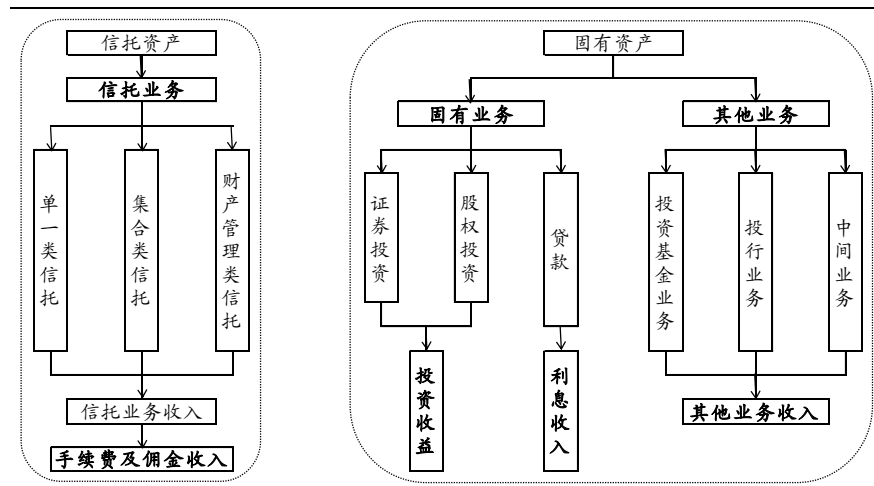 信托资产
信托业务
单一类信托
集合类信托
财产管理类信托
信托业务收入
手续费及佣金收入
固有资产
固有业务
其他业务
证券投资
股权投资
贷款
投资基金业务
投行业务
中间业务
投资收益
利息收入
其他业务收入